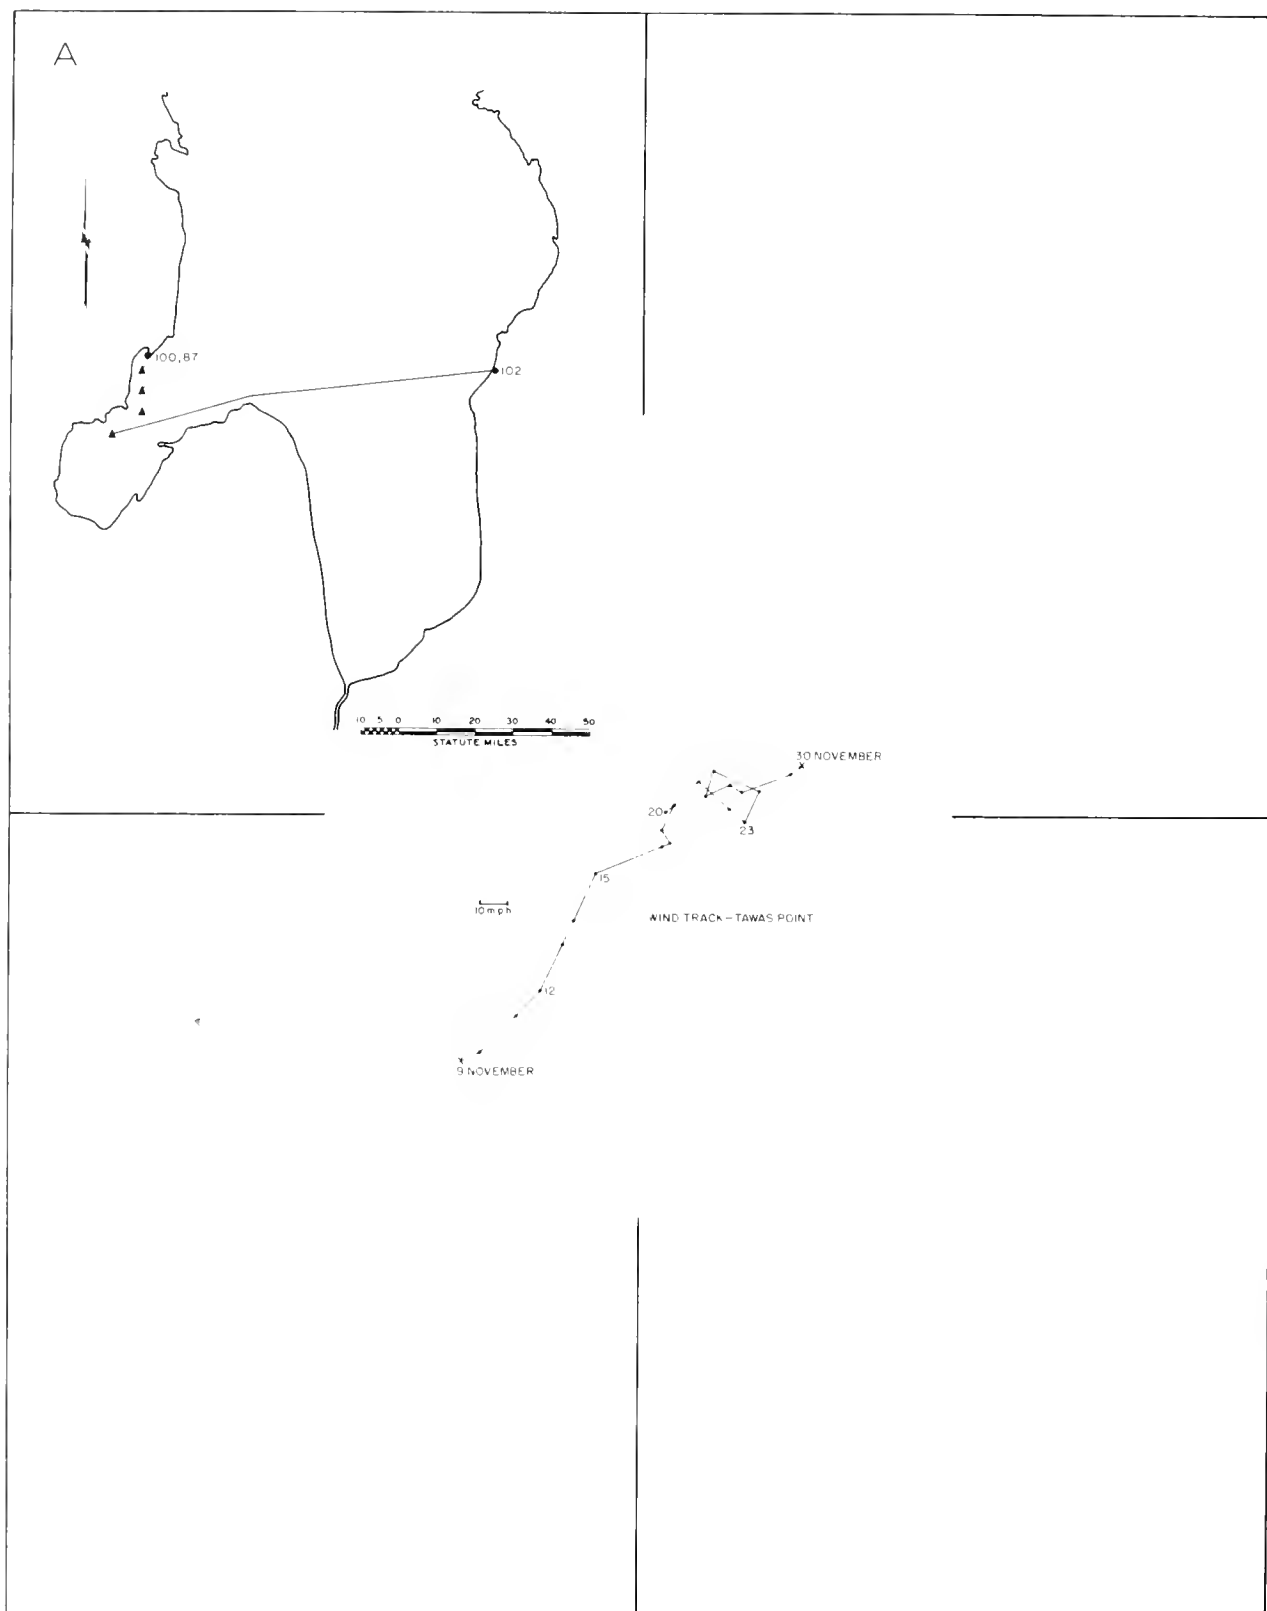 A
100,87
102
10 5 0 10 20 30 40 50
STATUTE MILES
30 NOVEMBER
20
23
15
10 mph
WIND TRACK – TAWAS POINT
12
9 NOVEMBER